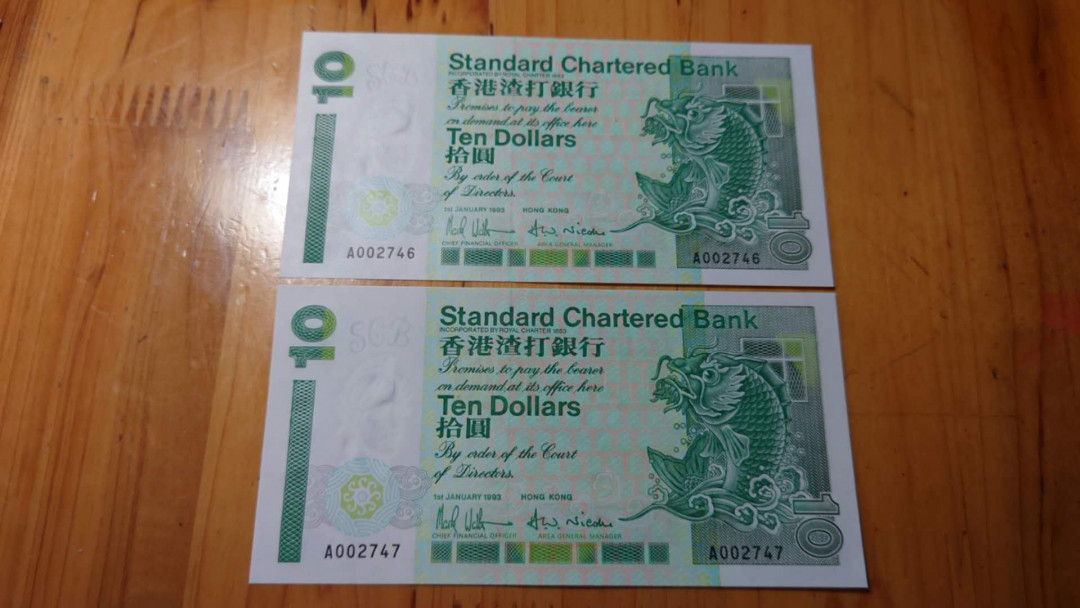 10
Standard Chartered Bank
INCORPORATED BY ROYAL CHARTER 1853
香港渣打銀行
Promises to pay the bearer
on demand at its office here
Ten Dollars
拾圓
By order of the Court
of Directors.
1st JANUARY 1993 HONG KONG
CHIEF FINANCIAL OFFICER AREA GENERAL MANAGER
A002746 A002746
10
10
SCB
Standard Chartered Bank
INCORPORATED BY ROYAL CHARTER 1853
香港渣打銀行
Promises to pay the bearer
on demand at its office here
Ten Dollars
拾圓
By order of the Court
of Directors.
1st JANUARY 1993 HONG KONG
CHIEF FINANCIAL OFFICER AREA GENERAL MANAGER
A002747 A002747
10